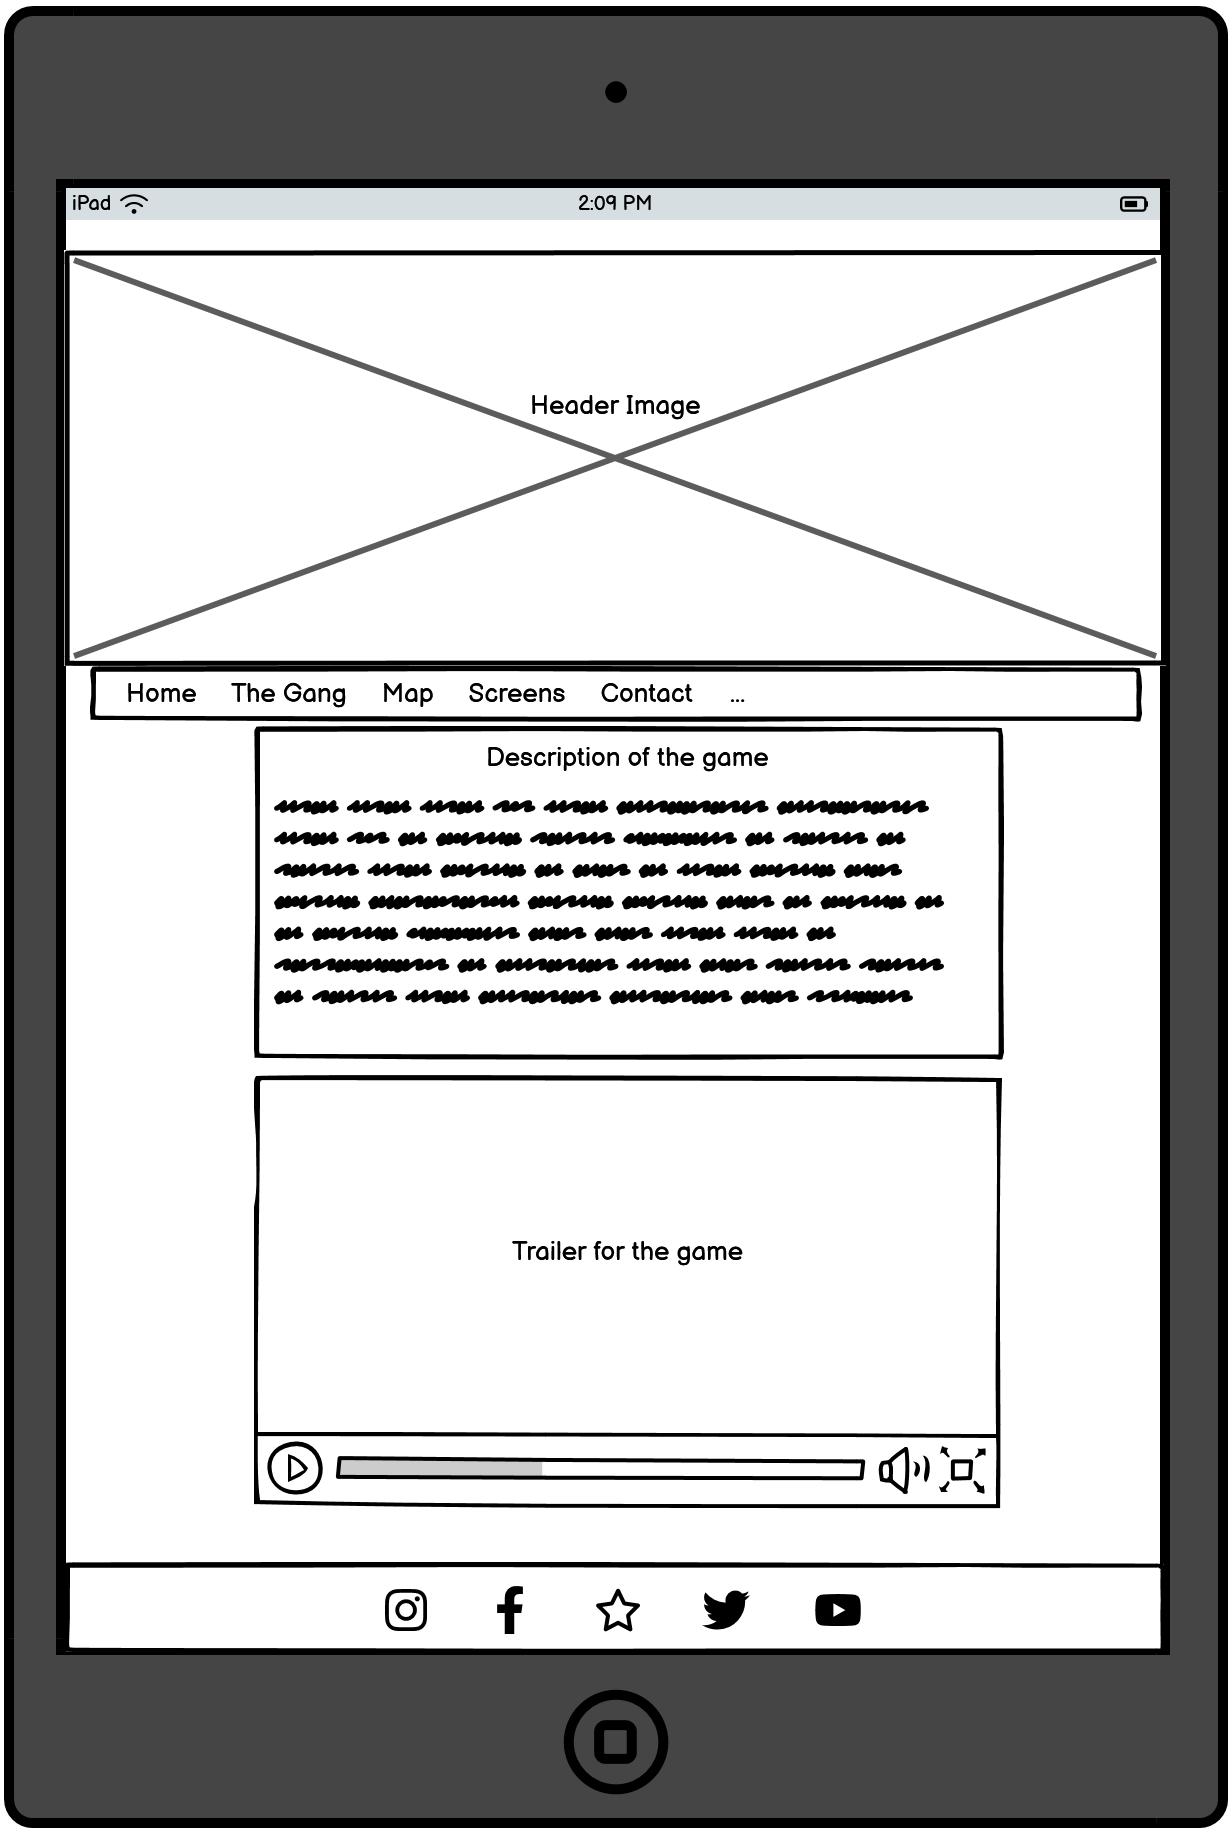 iPad 2:09 PM
Header Image
Home The Gang Map Screens Contact ...
Description of the game
Trailer for the game